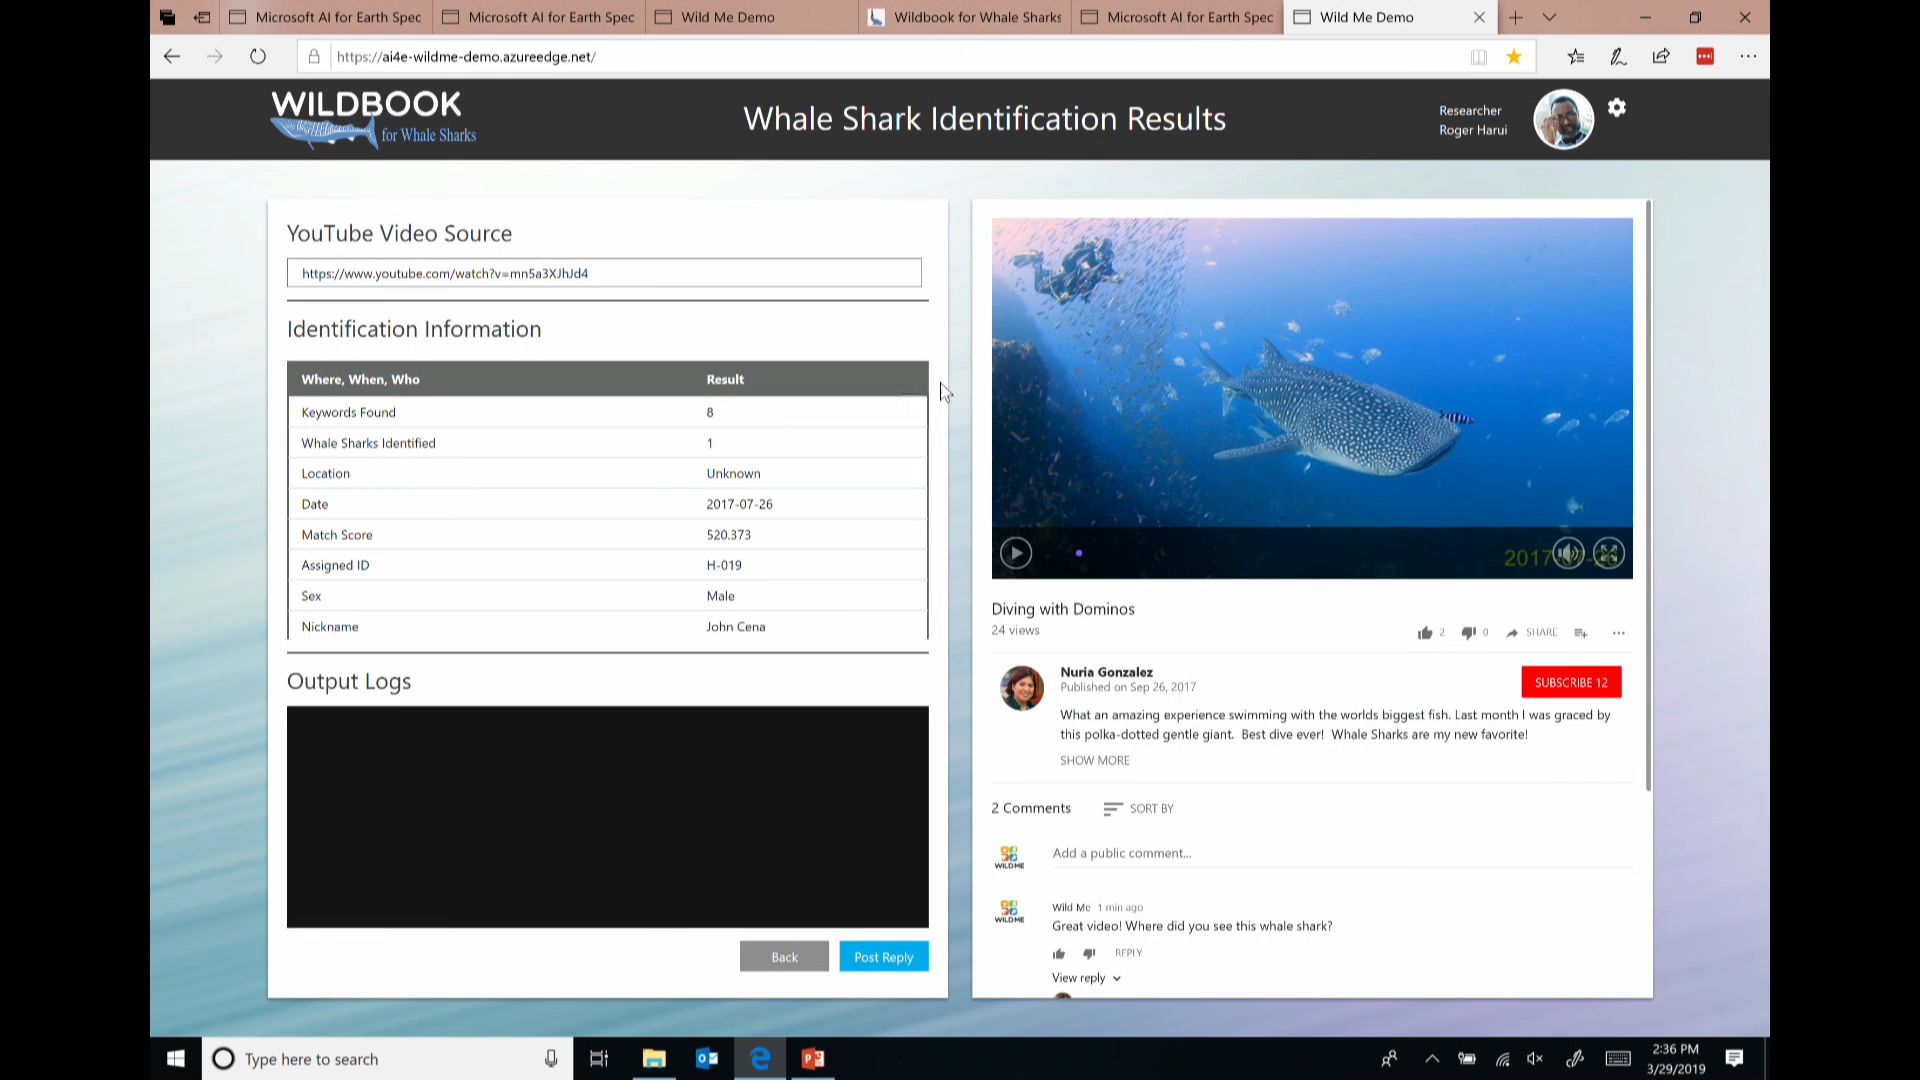 Microsoft AI for Earth Spec
Microsoft AI for Earth Spec
Wild Me Demo
Wildbook for Whale Sharks
Microsoft AI for Earth Spec
Wild Me Demo
https://ai4e-wildme-demo.azureedge.net/
WILDBOOK
for Whale Sharks
Whale Shark Identification Results
Researcher
Roger Harui
YouTube Video Source
https://www.youtube.com/watch?v=mn5a3XJhJd4
Identification Information
Where, When, Who Result
Keywords Found 8
Whale Sharks Identified 1
Location Unknown
Date 2017-07-26
Match Score 520.373
Assigned ID H-019
Sex Male
Nickname John Cena
Output Logs
Back Post Reply
Diving with Dominos
24 views
2 0 SHARE
Nuria Gonzalez
Published on Sep 26, 2017
SUBSCRIBE 12
What an amazing experience swimming with the worlds biggest fish. Last month I was graced by
this polka-dotted gentle giant. Best dive ever! Whale Sharks are my new favorite!
SHOW MORE
2 Comments SORT BY
WILDME
Add a public comment...
WILDME
Wild Me 1 min ago
Great video! Where did you see this whale shark?
REPLY
View reply
Type here to search
2:36 PM
3/29/2019